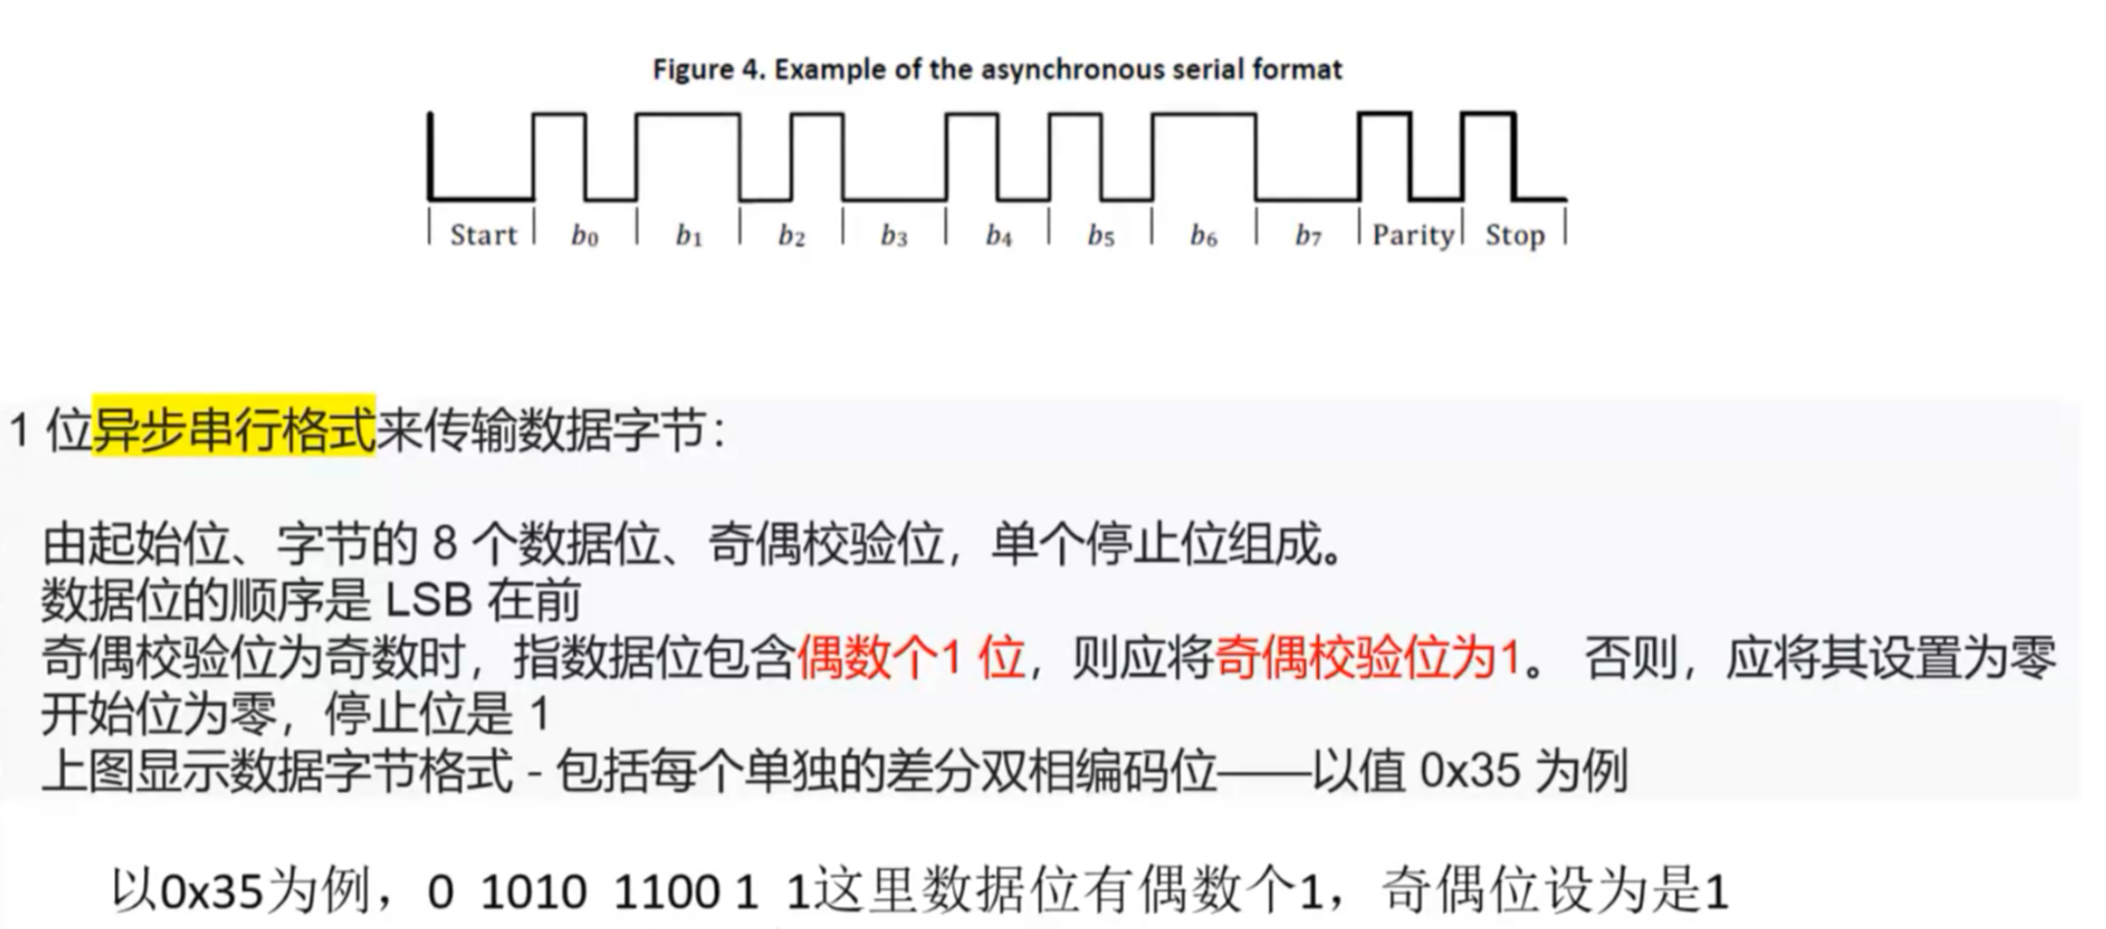 Figure 4. Example of the asynchronous serial format
Start b0 b1 b2 b3 b4 b5 b6 b7 Parity Stop
1 位异步串行格式来传输数据字节：
由起始位、字节的 8 个数据位、奇偶校验位，单个停止位组成。
数据位的顺序是 LSB 在前
奇偶校验位为奇数时，指数据位包含偶数个1 位，则应将奇偶校验位为1。 否则，应将其设置为零
开始位为零，停止位是 1
上图显示数据字节格式 - 包括每个单独的差分双相编码位——以值 0x35 为例
以0x35为例，0 1010 1100 1 1这里数据位有偶数个1，奇偶位设为是1